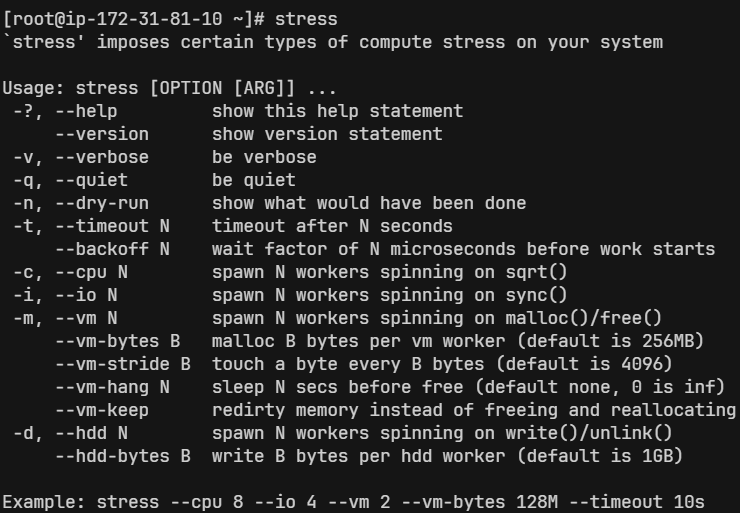 [root@ip-172-31-81-10 ~]# stress
`stress' imposes certain types of compute stress on your system

Usage: stress [OPTION [ARG]] ...
 -?, --help         show this help statement
     --version      show version statement
 -v, --verbose      be verbose
 -q, --quiet        be quiet
 -n, --dry-run      show what would have been done
 -t, --timeout N    timeout after N seconds
     --backoff N    wait factor of N microseconds before work starts
 -c, --cpu N        spawn N workers spinning on sqrt()
 -i, --io N         spawn N workers spinning on sync()
 -m, --vm N         spawn N workers spinning on malloc()/free()
     --vm-bytes B   malloc B bytes per vm worker (default is 256MB)
     --vm-stride B  touch a byte every B bytes (default is 4096)
     --vm-hang N    sleep N secs before free (default none, 0 is inf)
     --vm-keep      redirty memory instead of freeing and reallocating
 -d, --hdd N        spawn N workers spinning on write()/unlink()
     --hdd-bytes B  write B bytes per hdd worker (default is 1GB)

Example: stress --cpu 8 --io 4 --vm 2 --vm-bytes 128M --timeout 10s